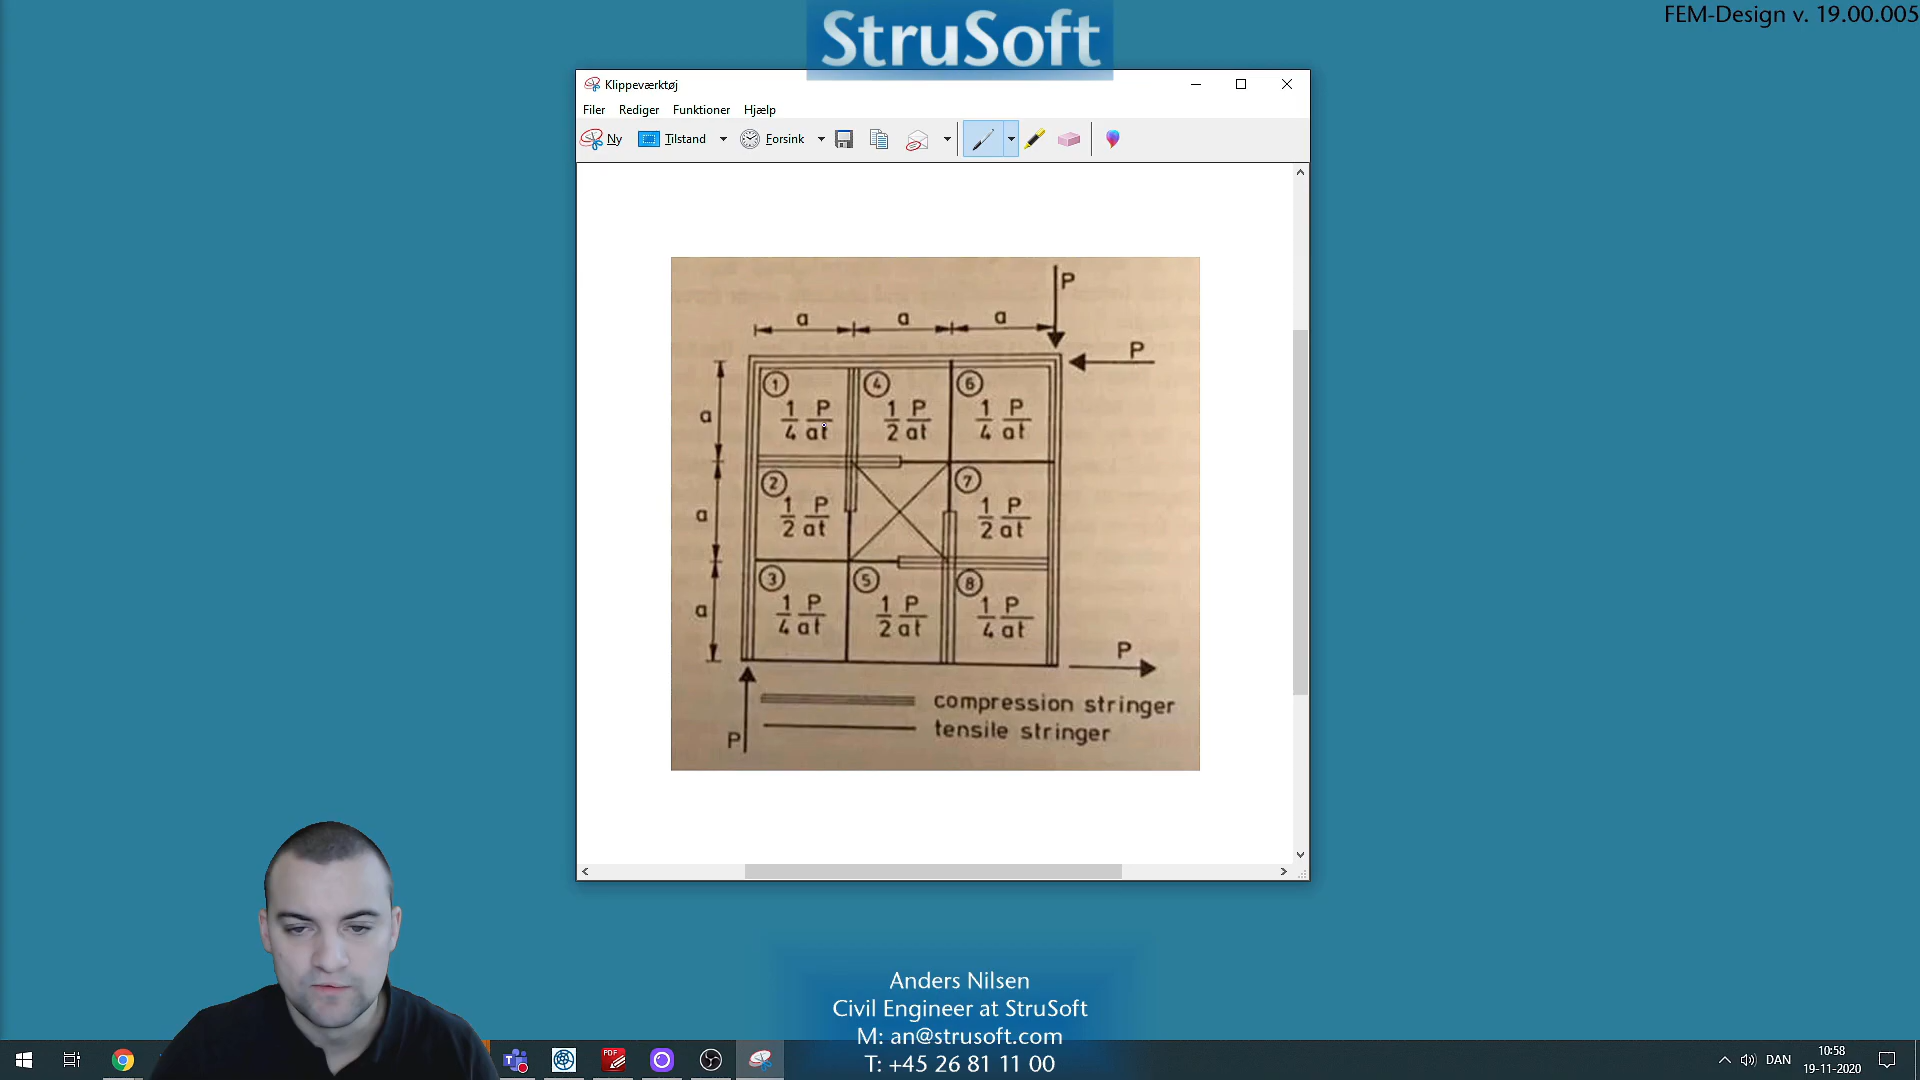 StruSoft
FEM-Design v. 19.00.005
Klippeværktøj
Filer Rediger Funktioner Hjælp
Ny Tilstand Forsink
P
a a a
P
a
1 1/4 P/at
4 1/2 P/at
6 1/4 P/at
a
2 1/2 P/at
7 1/2 P/at
a
3 1/4 P/at
5 1/2 P/at
8 1/4 P/at
P
compression stringer
tensile stringer
P
Anders Nilsen
Civil Engineer at StruSoft
M: an@strusoft.com
T: +45 26 81 11 00
PDF
DAN
10:58
19-11-2020